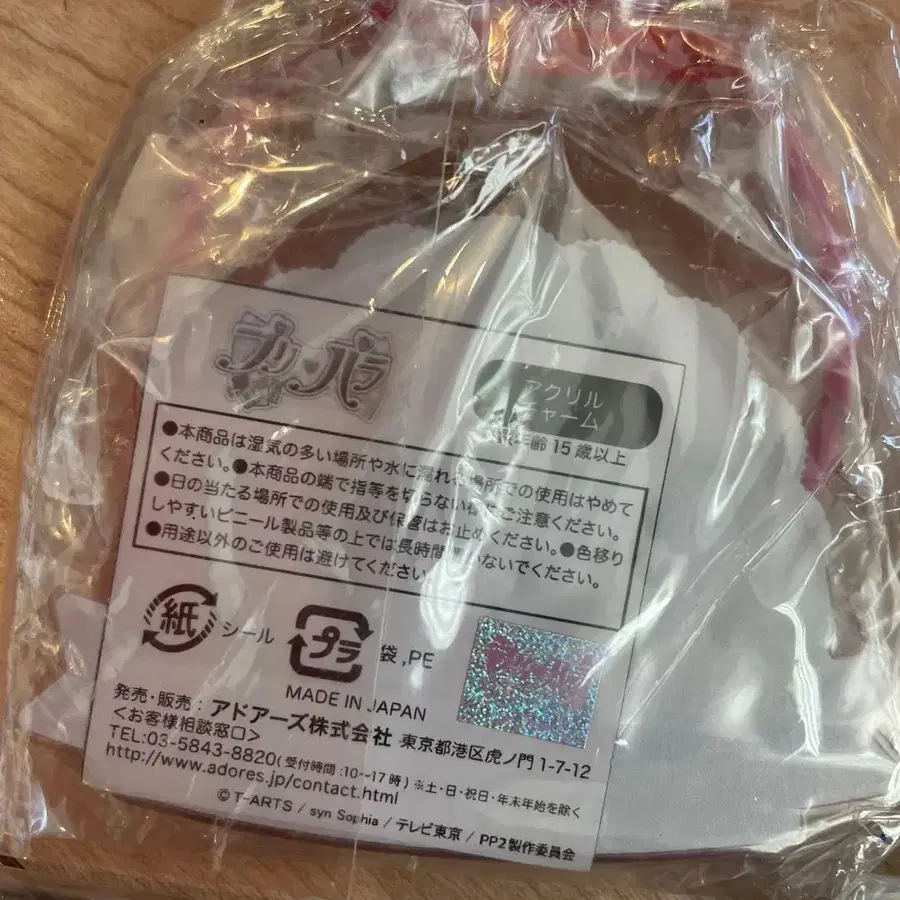 プリパラ
アクリル
チャーム
年齢15歳以上
●本商品は湿気の多い場所や水に濡れる場所での使用はやめて
ください。●本商品の端で指等を切らない様にご注意ください。
●日の当たる場所での使用及び保管はお止めください。●色移り
しやすいビニール製品等の上では長時間置かないでください。
●用途以外のご使用は避けてください。
紙 シール
プラ 袋,PE
MADE IN JAPAN
発売・販売:アドアーズ株式会社 東京都港区虎ノ門1-7-12
<お客様相談窓口>
TEL:03-5843-8820(受付時間:10~17時)※土・日・祝日・年末年始を除く
http://www.adores.jp/contact.html
© T-ARTS / syn Sophia / テレビ東京 / PP2製作委員会